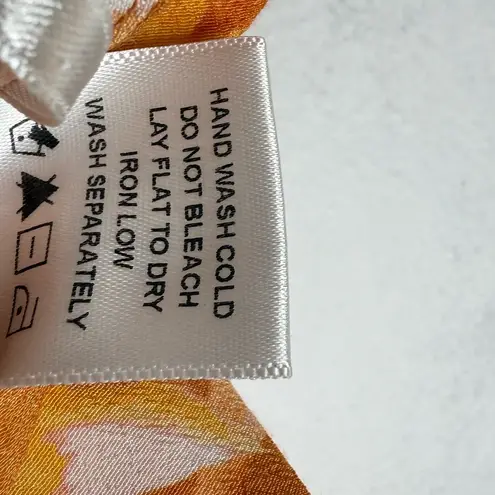 HAND WASH COLD
DO NOT BLEACH
LAY FLAT TO DRY
IRON LOW
WASH SEPARATELY